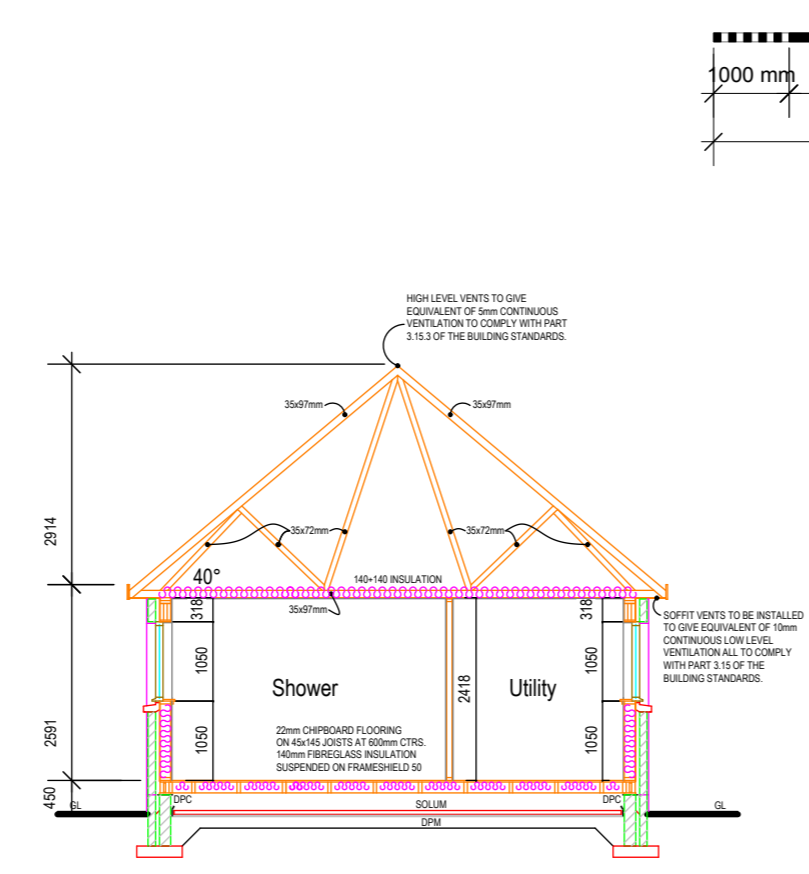 1000 mm
HIGH LEVEL VENTS TO GIVE
EQUIVALENT OF 5mm CONTINUOUS
VENTILATION TO COMPLY WITH PART
3.15.3 OF THE BUILDING STANDARDS.
35x97mm
35x97mm
2914
35x72mm
35x72mm
40°
140+140 INSULATION
35x97mm
318
318
SOFFIT VENTS TO BE INSTALLED
TO GIVE EQUIVALENT OF 10mm
CONTINUOUS LOW LEVEL
VENTILATION ALL TO COMPLY
WITH PART 3.15 OF THE
BUILDING STANDARDS.
1050
1050
Shower
2418
Utility
2591
1050
1050
22mm CHIPBOARD FLOORING
ON 45x145 JOISTS AT 600mm CTRS.
140mm FIBREGLASS INSULATION
SUSPENDED ON FRAMESHIELD 50
450
GL
DPC
SOLUM
DPC
GL
DPM